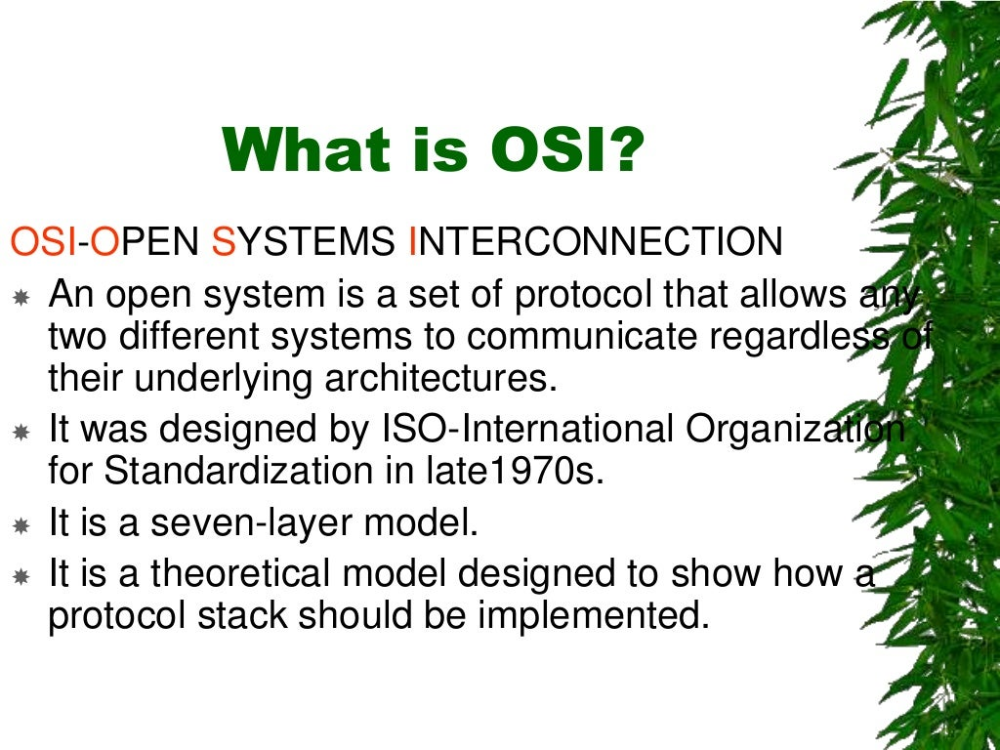 What is OSI?
OSI-OPEN SYSTEMS INTERCONNECTION
An open system is a set of protocol that allows any
two different systems to communicate regardless of
their underlying architectures.
It was designed by ISO-International Organization
for Standardization in late1970s.
It is a seven-layer model.
It is a theoretical model designed to show how a
protocol stack should be implemented.